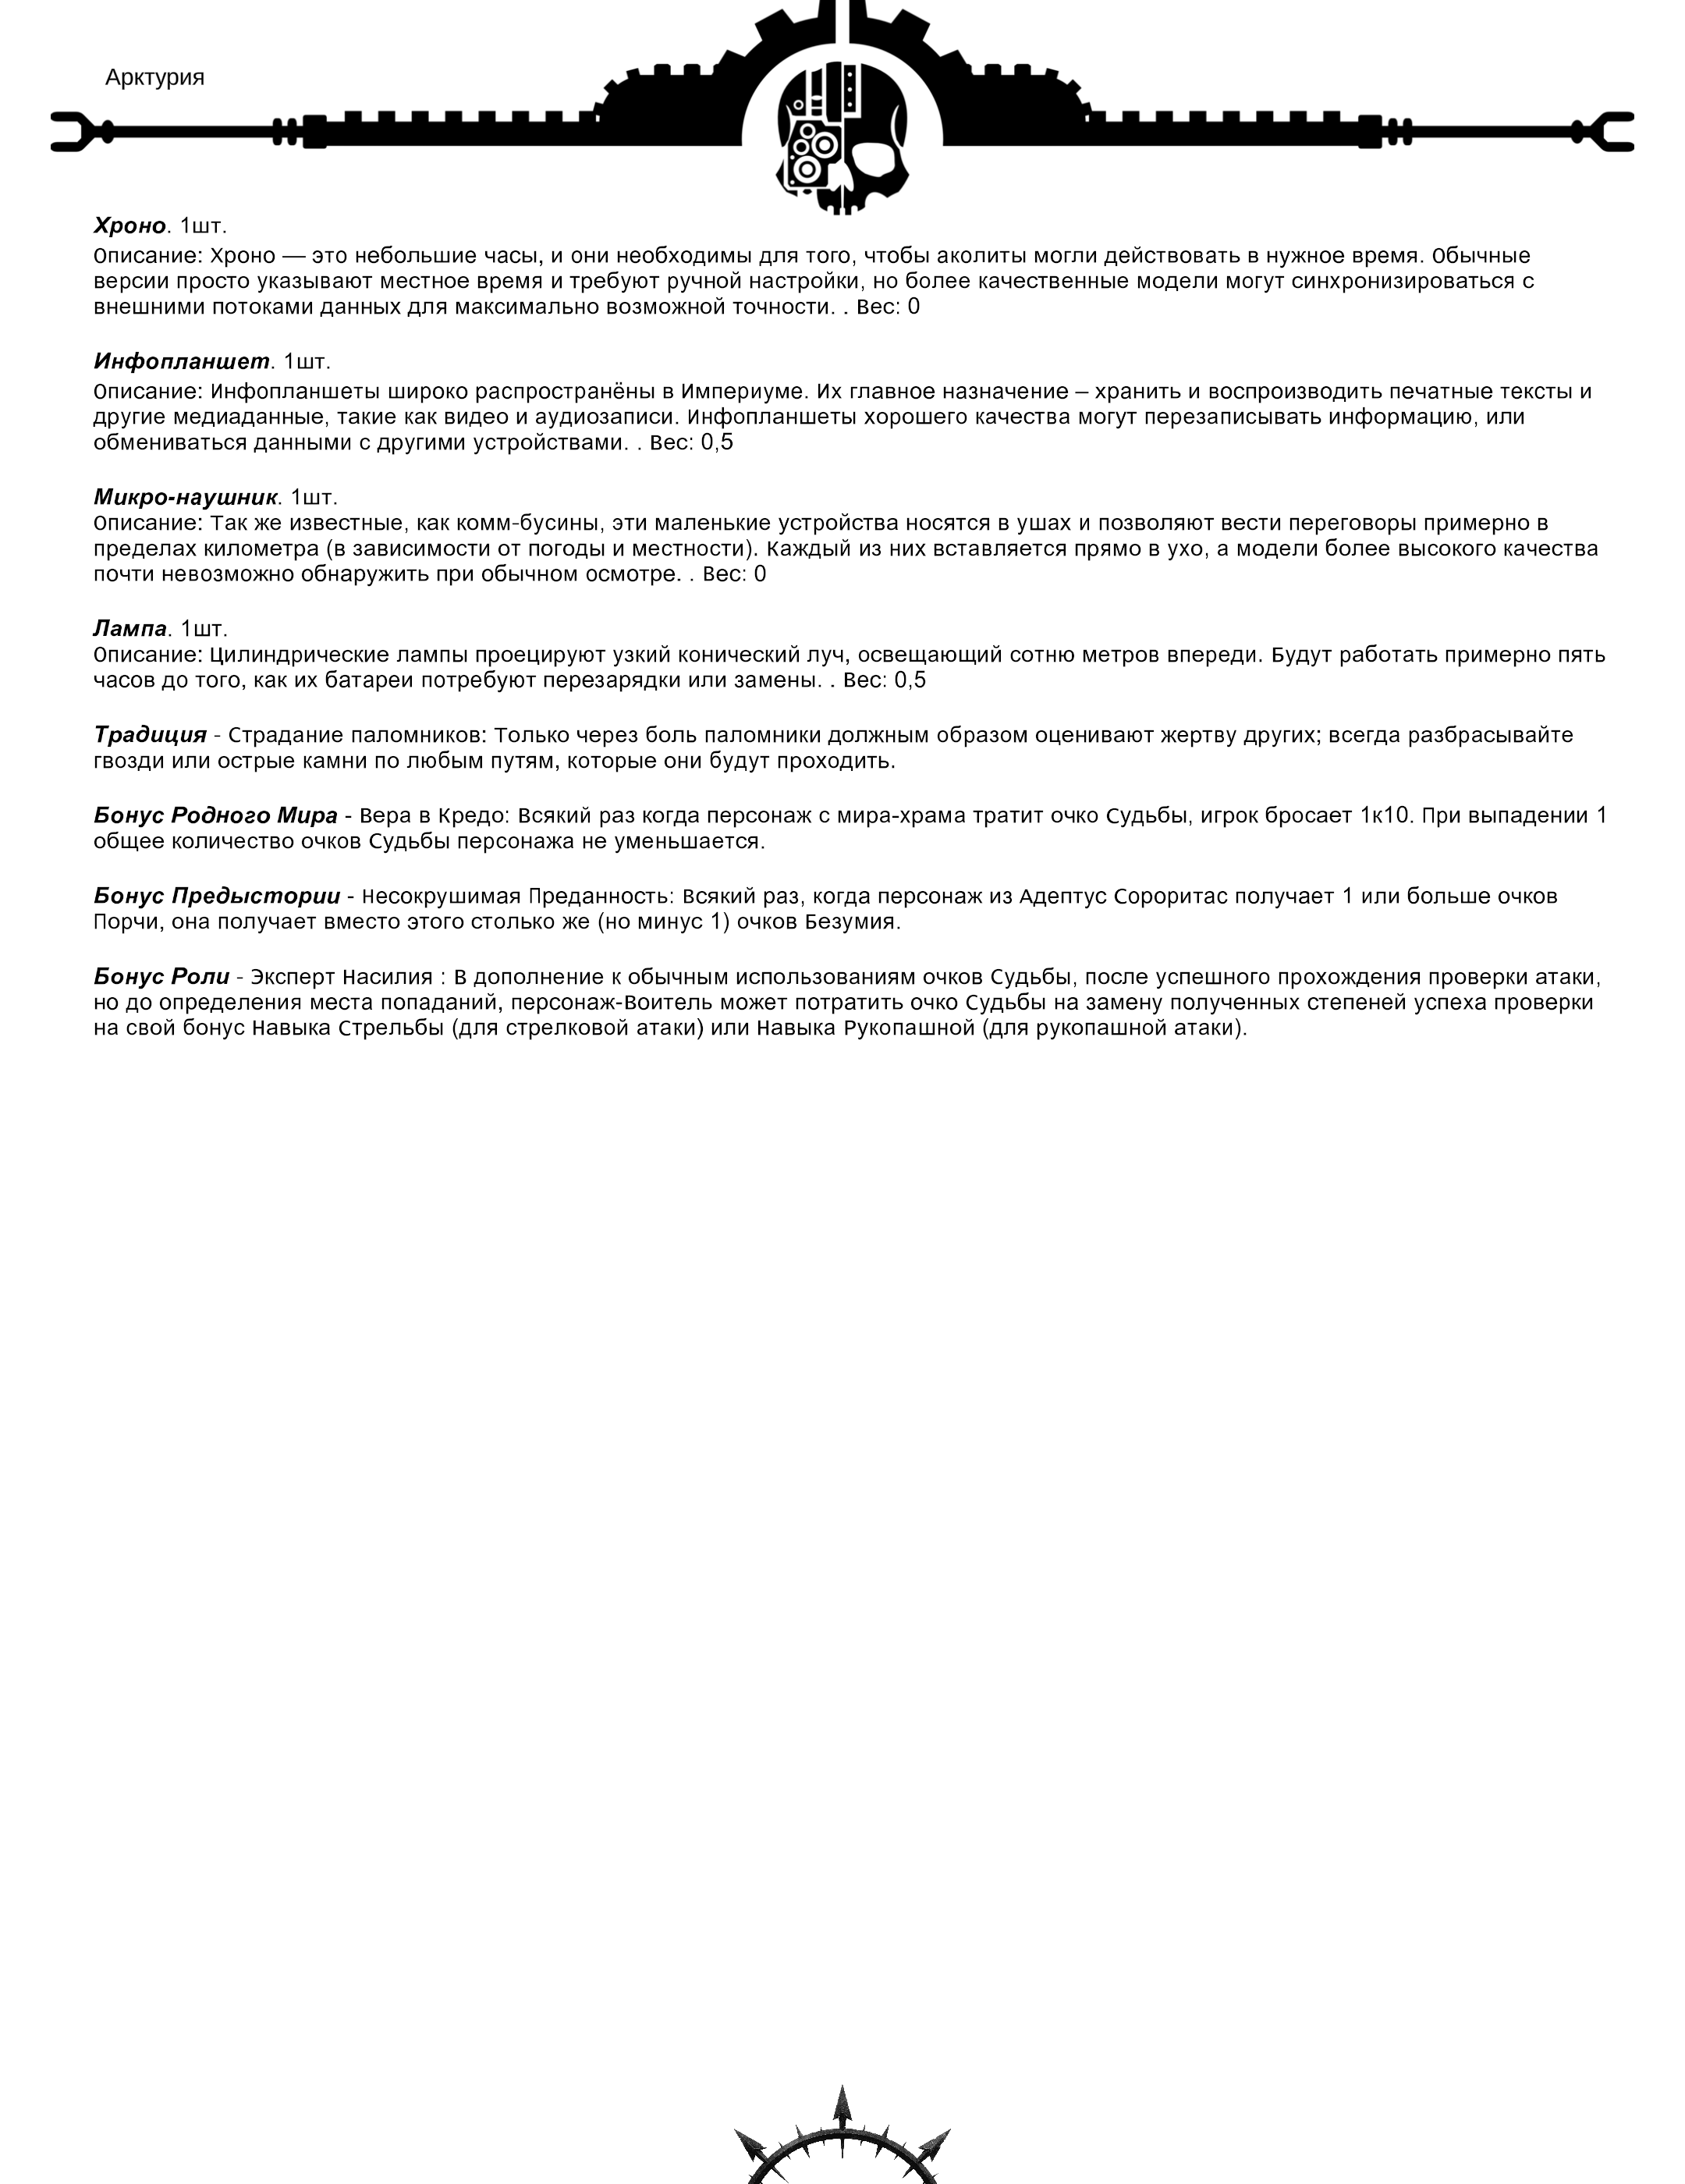 Арктурия
Хроно. 1шт.
Описание: Хроно — это небольшие часы, и они необходимы для того, чтобы аколиты могли действовать в нужное время. Обычные
версии просто указывают местное время и требуют ручной настройки, но более качественные модели могут синхронизироваться с
внешними потоками данных для максимально возможной точности. . Вес: 0
Инфопланшет. 1шт.
Описание: Инфопланшеты широко распространёны в Империуме. Их главное назначение – хранить и воспроизводить печатные тексты и
другие медиаданные, такие как видео и аудиозаписи. Инфопланшеты хорошего качества могут перезаписывать информацию, или
обмениваться данными с другими устройствами. . Вес: 0,5
Микро-наушник. 1шт.
Описание: Так же известные, как комм-бусины, эти маленькие устройства носятся в ушах и позволяют вести переговоры примерно в
пределах километра (в зависимости от погоды и местности). Каждый из них вставляется прямо в ухо, а модели более высокого качества
почти невозможно обнаружить при обычном осмотре. . Вес: 0
Лампа. 1шт.
Описание: Цилиндрические лампы проецируют узкий конический луч, освещающий сотню метров впереди. Будут работать примерно пять
часов до того, как их батареи потребуют перезарядки или замены. . Вес: 0,5
Традиция - Страдание паломников: Только через боль паломники должным образом оценивают жертву других; всегда разбрасывайте
гвозди или острые камни по любым путям, которые они будут проходить.
Бонус Родного Мира - Вера в Кредо: Всякий раз когда персонаж с мира-храма тратит очко Судьбы, игрок бросает 1к10. При выпадении 1
общее количество очков Судьбы персонажа не уменьшается.
Бонус Предыстории - Несокрушимая Преданность: Всякий раз, когда персонаж из Адептус Сороритас получает 1 или больше очков
Порчи, она получает вместо этого столько же (но минус 1) очков Безумия.
Бонус Роли - Эксперт Насилия : В дополнение к обычным использованиям очков Судьбы, после успешного прохождения проверки атаки,
но до определения места попаданий, персонаж-Воитель может потратить очко Судьбы на замену полученных степеней успеха проверки
на свой бонус Навыка Стрельбы (для стрелковой атаки) или Навыка Рукопашной (для рукопашной атаки).